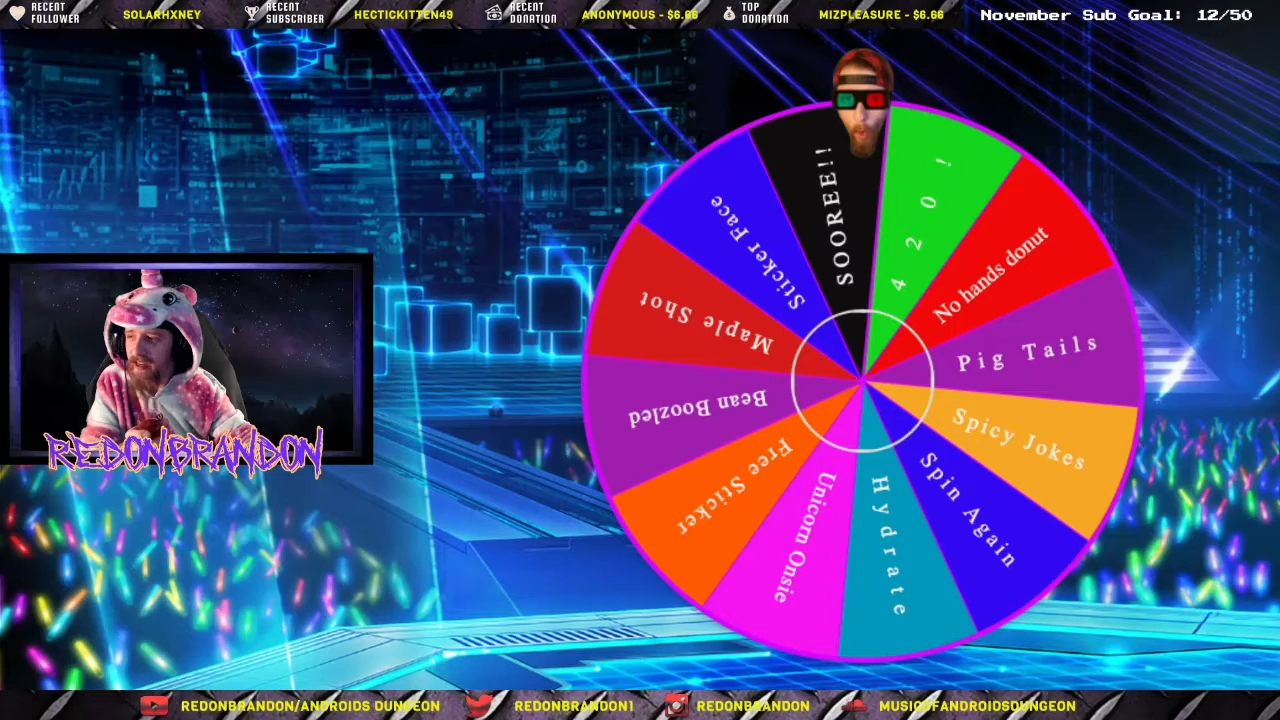 RECENT FOLLOWER
SOLARHXNEY
RECENT SUBSCRIBER
HECTICKITTEN49
RECENT DONATION
ANONYMOUS - $6.66
TOP DONATION
MIZPLEASURE - $6.66
November Sub Goal: 12/50
SOOREE!!
4 2 0 !
No hands donut
Pig Tails
Spicy Jokes
Spin Again
Hydrate
Unicorn Onsie
Free Sticker
Bean Boozled
Maple Shot
Sticker Face
REDONBRANDON
REDONBRANDON/ANDROIDS DUNGEON
REDONBRANDON1
REDONBRANDON
MUSICOFANDROIDSDUNGEON